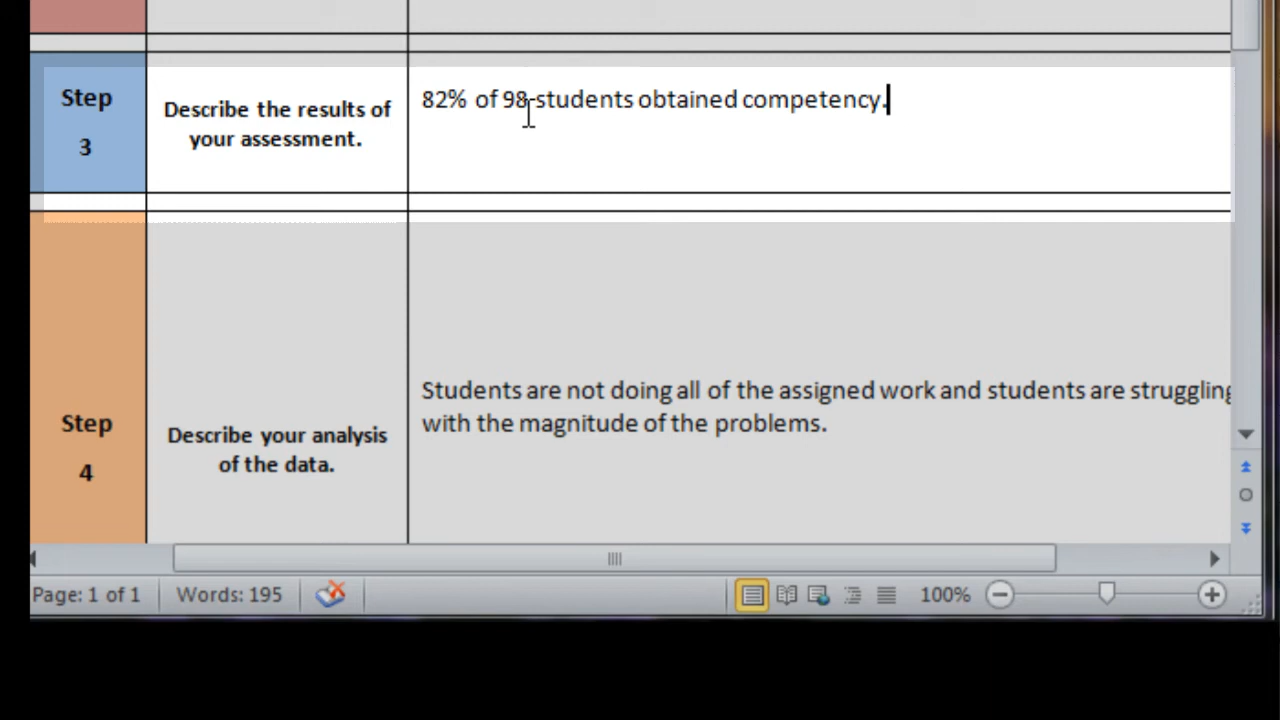 Step
3
Describe the results of
your assessment.
82% of 98 students obtained competency.
Step
4
Describe your analysis
of the data.
Students are not doing all of the assigned work and students are struggling
with the magnitude of the problems.
Page: 1 of 1 Words: 195 100%